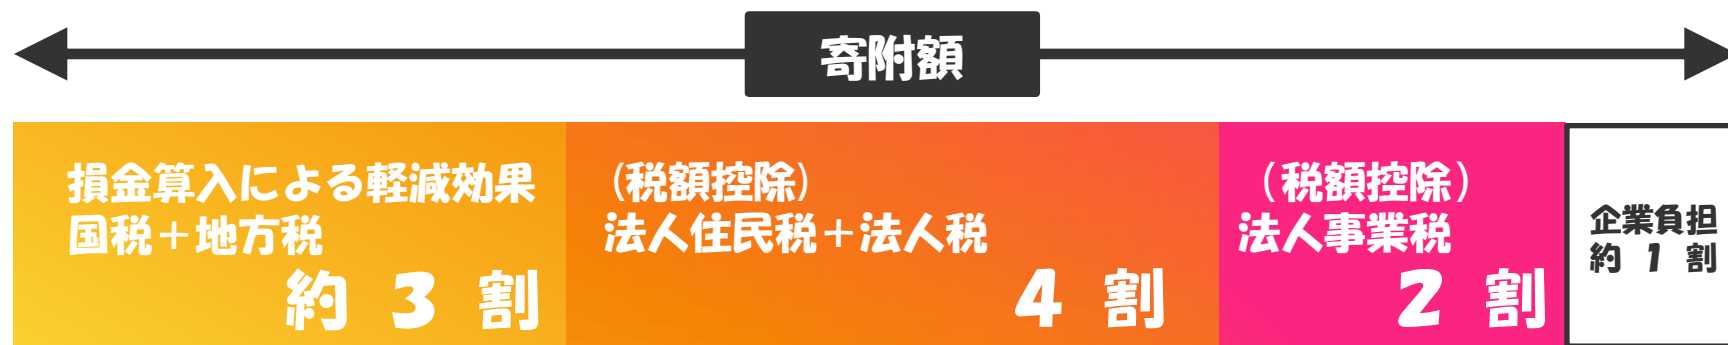 寄附額
損金算入による軽減効果
国税＋地方税
約 3 割
(税額控除)
法人住民税＋法人税
4 割
（税額控除）
法人事業税
2 割
企業負担
約 1 割